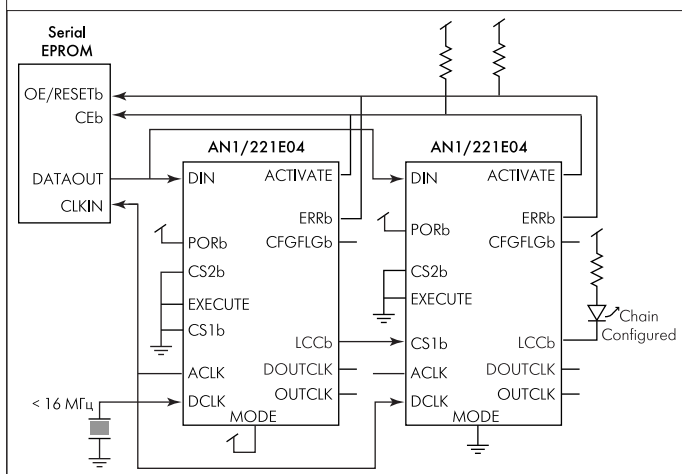 Serial
EPROM
OE/RESETb
CEb
DATAOUT
CLKIN
AN1/221E04
DIN
ACTIVATE
ERRb
PORb
CFGFLGb
CS2b
EXECUTE
CS1b
LCCb
DOUTCLK
ACLK
OUTCLK
DCLK
MODE
< 16 МГц
AN1/221E04
DIN
ACTIVATE
ERRb
PORb
CFGFLGb
CS2b
EXECUTE
CS1b
LCCb
DOUTCLK
ACLK
OUTCLK
DCLK
MODE
Chain
Configured